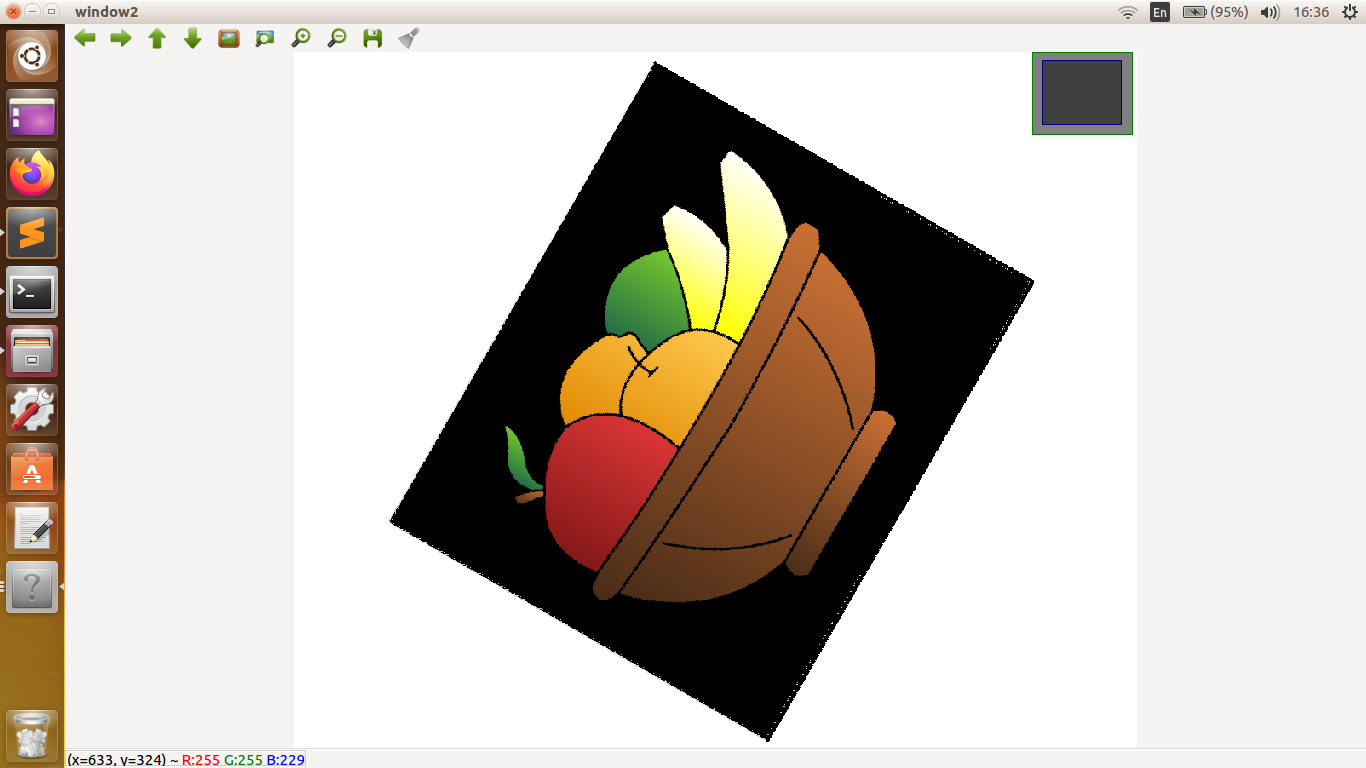 window2
En
(95%)
16:36
(x=633, y=324) ~ R:255 G:255 B:229